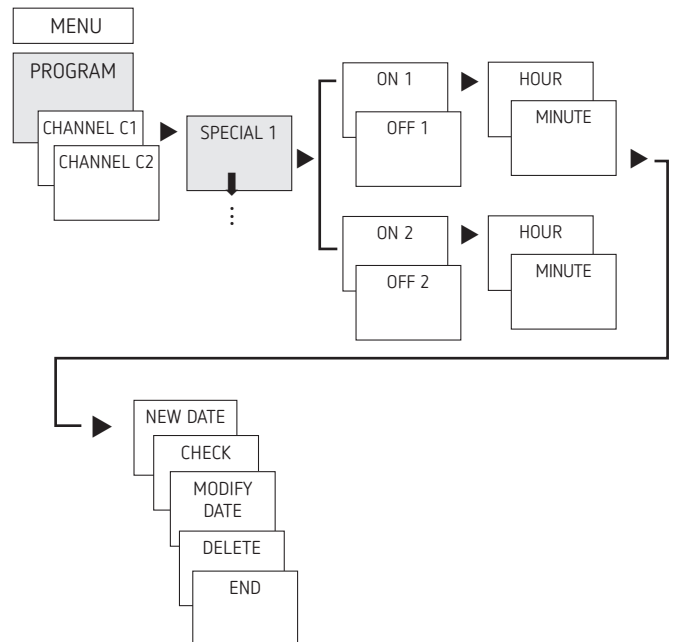 MENU
PROGRAM
CHANNEL C1
CHANNEL C2
SPECIAL 1
ON 1
OFF 1
HOUR
MINUTE
ON 2
OFF 2
HOUR
MINUTE
NEW DATE
CHECK
MODIFY
DATE
DELETE
END